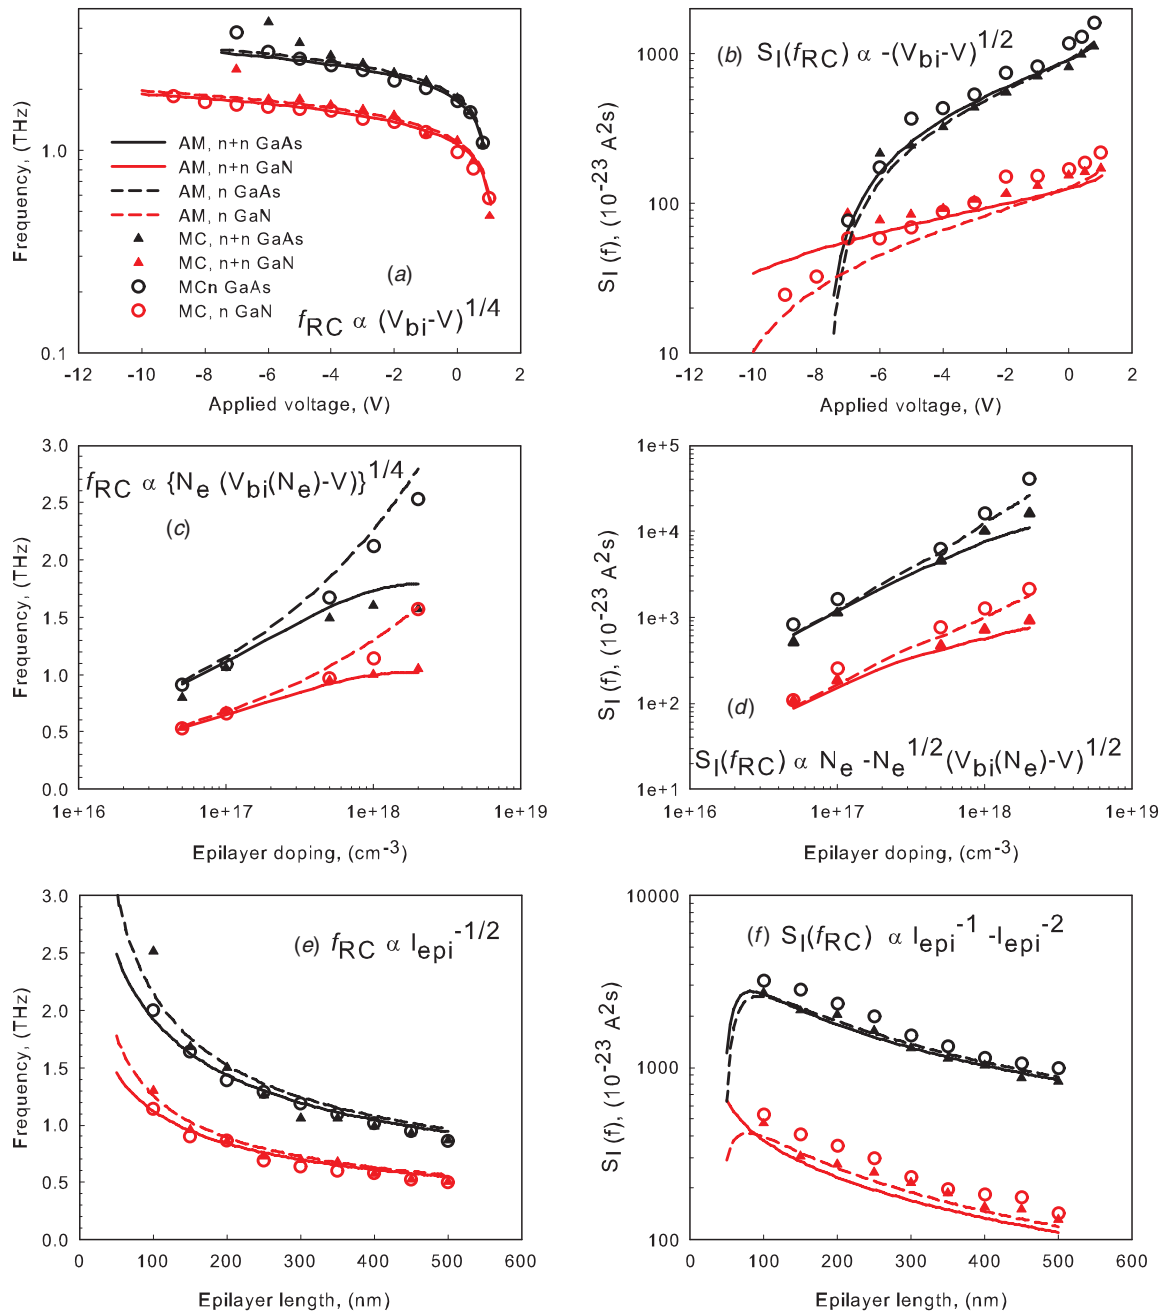 Frequency, (THz)
1.0
0.1
AM, n+n GaAs
AM, n+n GaN
AM, n GaAs
AM, n GaN
MC, n+n GaAs
MC, n+n GaN
MCn GaAs
MC, n GaN
(a)
fRC α (Vbi-V)^1/4
-12 -10 -8 -6 -4 -2 0 2
Applied voltage, (V)
SI (f), (10^-23 A^2s)
1000
100
10
(b) SI(fRC) α -(Vbi-V)^1/2
-12 -10 -8 -6 -4 -2 0 2
Applied voltage, (V)
Frequency, (THz)
3.0
2.5
2.0
1.5
1.0
0.5
0.0
fRC α {Ne (Vbi(Ne)-V)}^1/4
(c)
1e+16 1e+17 1e+18 1e+19
Epilayer doping, (cm^-3)
SI (f), (10^-23 A^2s)
1e+5
1e+4
1e+3
1e+2
1e+1
(d)
SI(fRC) α Ne -Ne^1/2(Vbi(Ne)-V)^1/2
1e+16 1e+17 1e+18 1e+19
Epilayer doping, (cm^-3)
Frequency, (THz)
3.0
2.5
2.0
1.5
1.0
0.5
0.0
(e) fRC α lepi^-1/2
0 100 200 300 400 500 600
Epilayer length, (nm)
SI (f), (10^-23 A^2s)
10000
1000
100
(f) SI(fRC) α lepi^-1 -lepi^-2
0 100 200 300 400 500 600
Epilayer length, (nm)